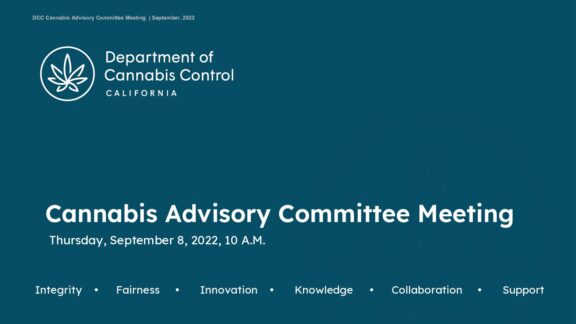 DCC Cannabis Advisory Committee Meeting | September, 2022
Department of
Cannabis Control
CALIFORNIA
Cannabis Advisory Committee Meeting
Thursday, September 8, 2022, 10 A.M.
Integrity • Fairness • Innovation • Knowledge • Collaboration • Support